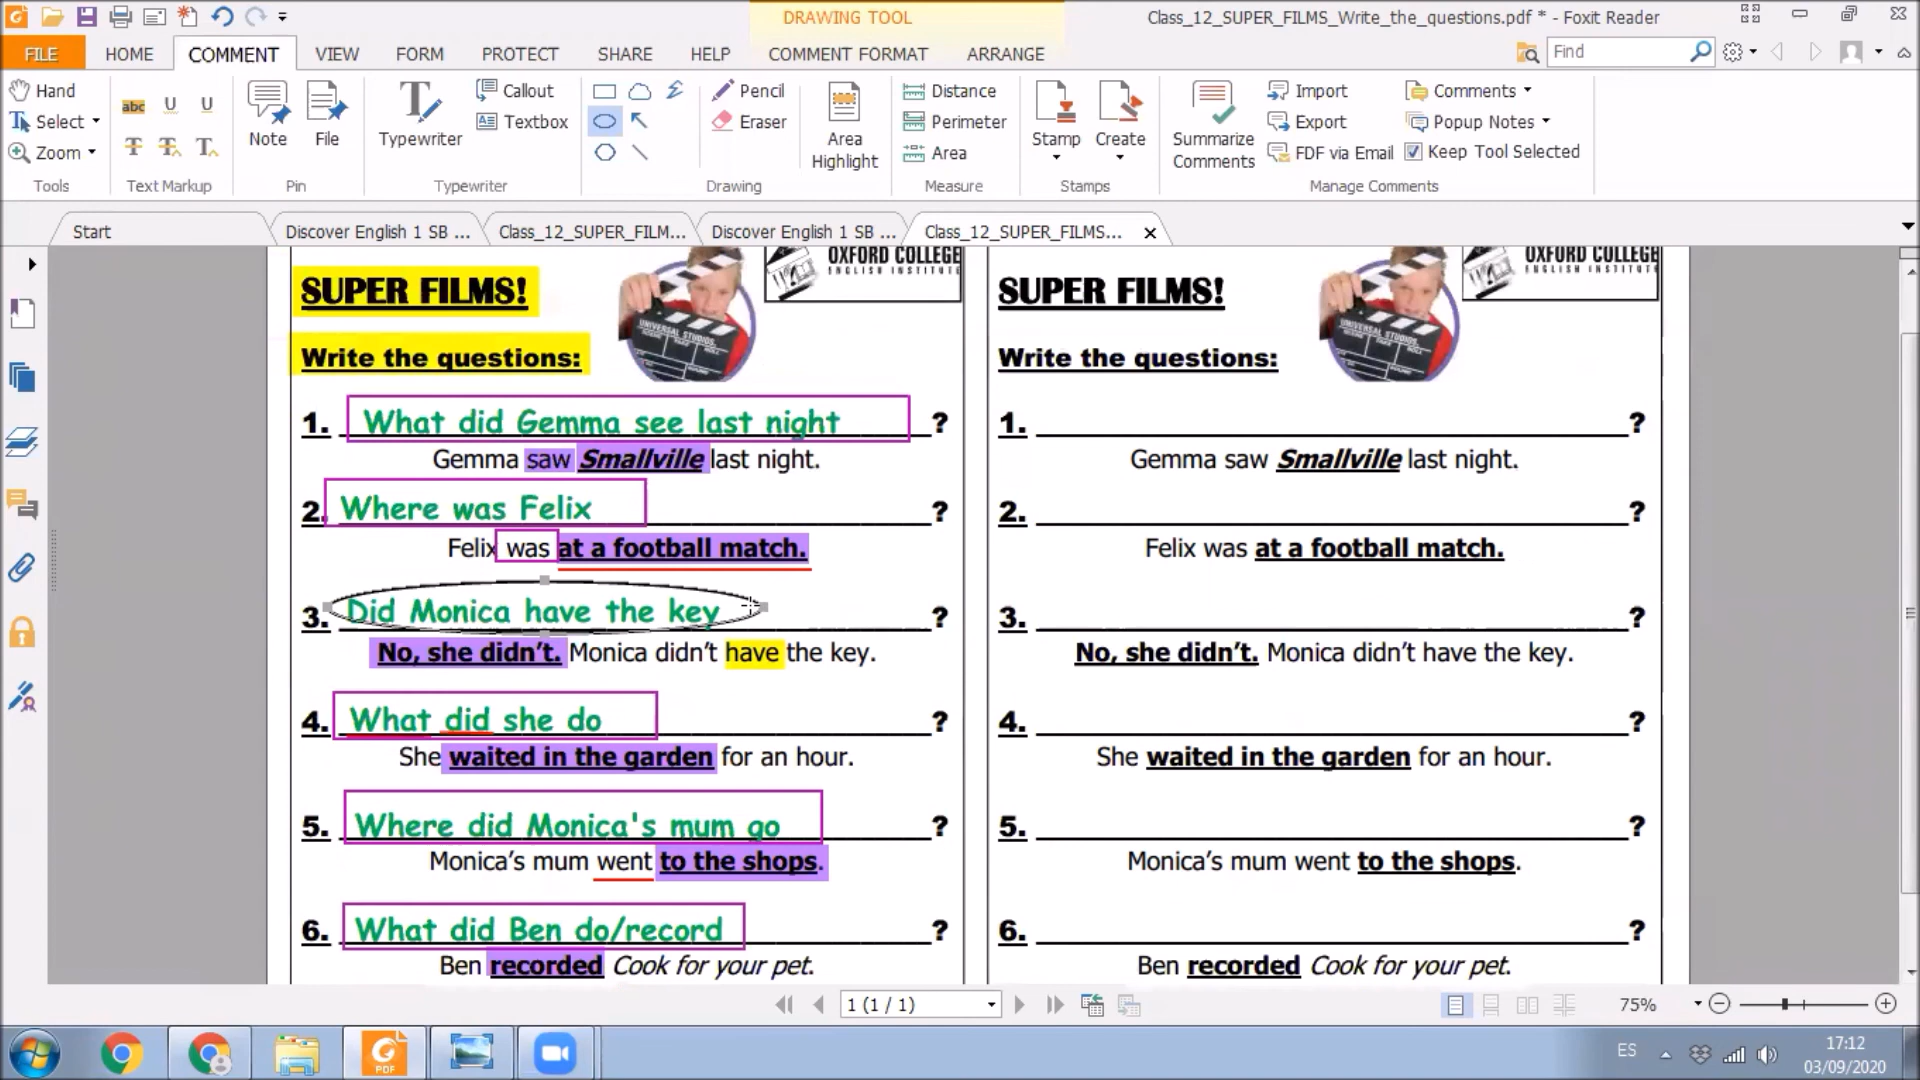 DRAWING TOOL
Class_12_SUPER_FILMS_Write_the_questions.pdf * - Foxit Reader
FILE HOME COMMENT VIEW FORM PROTECT SHARE HELP COMMENT FORMAT ARRANGE Find
Hand
Select
Zoom
Tools
abc U U
T T T
Text Markup
Note
File
Pin
Typewriter
Callout
Textbox
Typewriter
Pencil
Eraser
Drawing
Area
Highlight
Distance
Perimeter
Area
Measure
Stamp
Create
Stamps
Summarize
Comments
Import
Export
FDF via Email
Comments
Popup Notes
Keep Tool Selected
Manage Comments
Start
Discover English 1 SB ...
Class_12_SUPER_FILM...
Discover English 1 SB ...
Class_12_SUPER_FILMS...
OXFORD COLLEGE
ENGLISH INSTITUTE
SUPER FILMS!
UNIVERSAL STUDIOS
Write the questions:
1. What did Gemma see last night ?
Gemma saw Smallville last night.
2. Where was Felix ?
Felix was at a football match.
3. Did Monica have the key ?
No, she didn't. Monica didn't have the key.
4. What did she do ?
She waited in the garden for an hour.
5. Where did Monica's mum go ?
Monica's mum went to the shops.
6. What did Ben do/record ?
Ben recorded Cook for your pet.
OXFORD COLLEGE
ENGLISH INSTITUTE
SUPER FILMS!
UNIVERSAL STUDIOS
Write the questions:
1. ?
Gemma saw Smallville last night.
2. ?
Felix was at a football match.
3. ?
No, she didn't. Monica didn't have the key.
4. ?
She waited in the garden for an hour.
5. ?
Monica's mum went to the shops.
6. ?
Ben recorded Cook for your pet.
1 (1 / 1)
75%
PDF
ES
17:12
03/09/2020